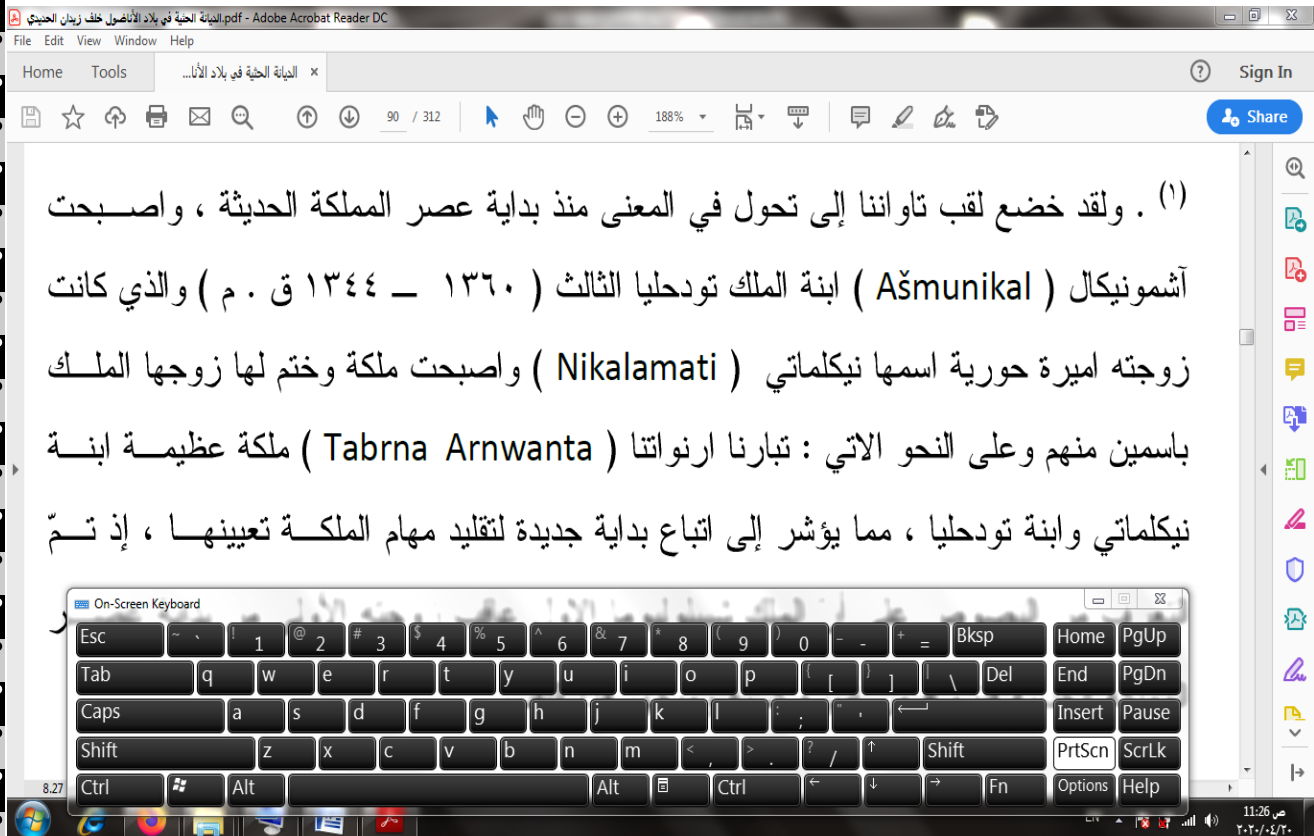 الديانة الحثية في بلاد الأناضول خلف زيدان الحديدي.pdf - Adobe Acrobat Reader DC
File Edit View Window Help
Home Tools الديانة الحثية في بلاد الأنا... × ? Sign In
90 / 312 188% Share
(١) . ولقد خضع لقب تاواننا إلى تحول في المعنى منذ بداية عصر المملكة الحديثة ، واصبحت
آشمونيكال ( Ašmunikal ) ابنة الملك تودحليا الثالث ( ١٣٦٠ – ١٣٤٤ ق . م ) والذي كانت
زوجته اميرة حورية اسمها نيكلماتي ( Nikalamati ) واصبحت ملكة وختم لها زوجها الملك
باسمين منهم وعلى النحو الاتي : تبارنا ارنواتنا ( Tabrna Arnwanta ) ملكة عظيمة ابنة
نيكلماتي وابنة تودحليا ، مما يؤشر إلى اتباع بداية جديدة لتقليد مهام الملكة تعيينها ، إذ تمّ
On-Screen Keyboard
Esc ~ ` ! 1 @ 2 # 3 $ 4 % 5 ^ 6 & 7 * 8 ( 9 ) 0 _ - + = Bksp Home PgUp
Tab q w e r t y u i o p { [ } ] | \ Del End PgDn
Caps a s d f g h j k l : ; " ' Insert Pause
Shift z x c v b n m < , > . ? / ↑ Shift PrtScn ScrLk
8.27 Ctrl Alt Alt Ctrl ← ↓ → Fn Options Help
EN 11:26 ص
٢٠٢٠/٠٤/٢٠